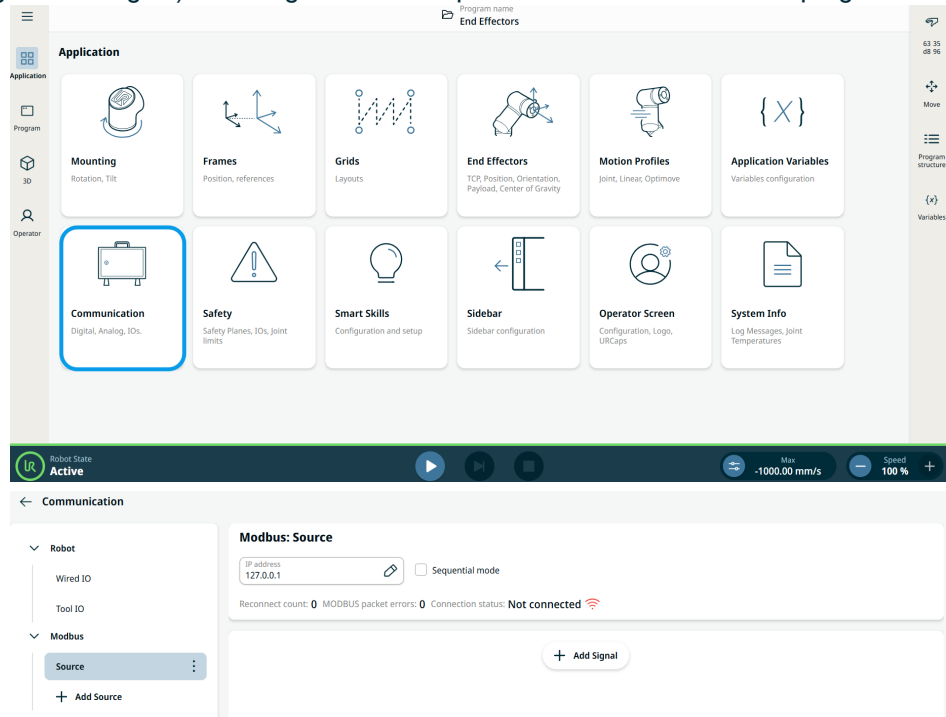 Program name
End Effectors
Application
Application
Program
3D
Operator
63 35
d8 96
Move
Program
structure
{x}
Variables
Mounting
Rotation, Tilt
Frames
Position, references
Grids
Layouts
End Effectors
TCP, Position, Orientation,
Payload, Center of Gravity
Motion Profiles
Joint, Linear, Optimove
{X}
Application Variables
Variables configuration
Communication
Digital, Analog, IOs.
Safety
Safety Planes, IOs, Joint
limits
Smart Skills
Configuration and setup
Sidebar
Sidebar configuration
Operator Screen
Configuration, Logo,
URCaps
System Info
Log Messages, Joint
Temperatures
UR
Robot State
Active
Max
-1000.00 mm/s
Speed
100 %
Communication
Robot
Wired IO
Tool IO
Modbus
Source
+ Add Source
Modbus: Source
IP address
127.0.0.1
Sequential mode
Reconnect count: 0 MODBUS packet errors: 0 Connection status: Not connected
+ Add Signal